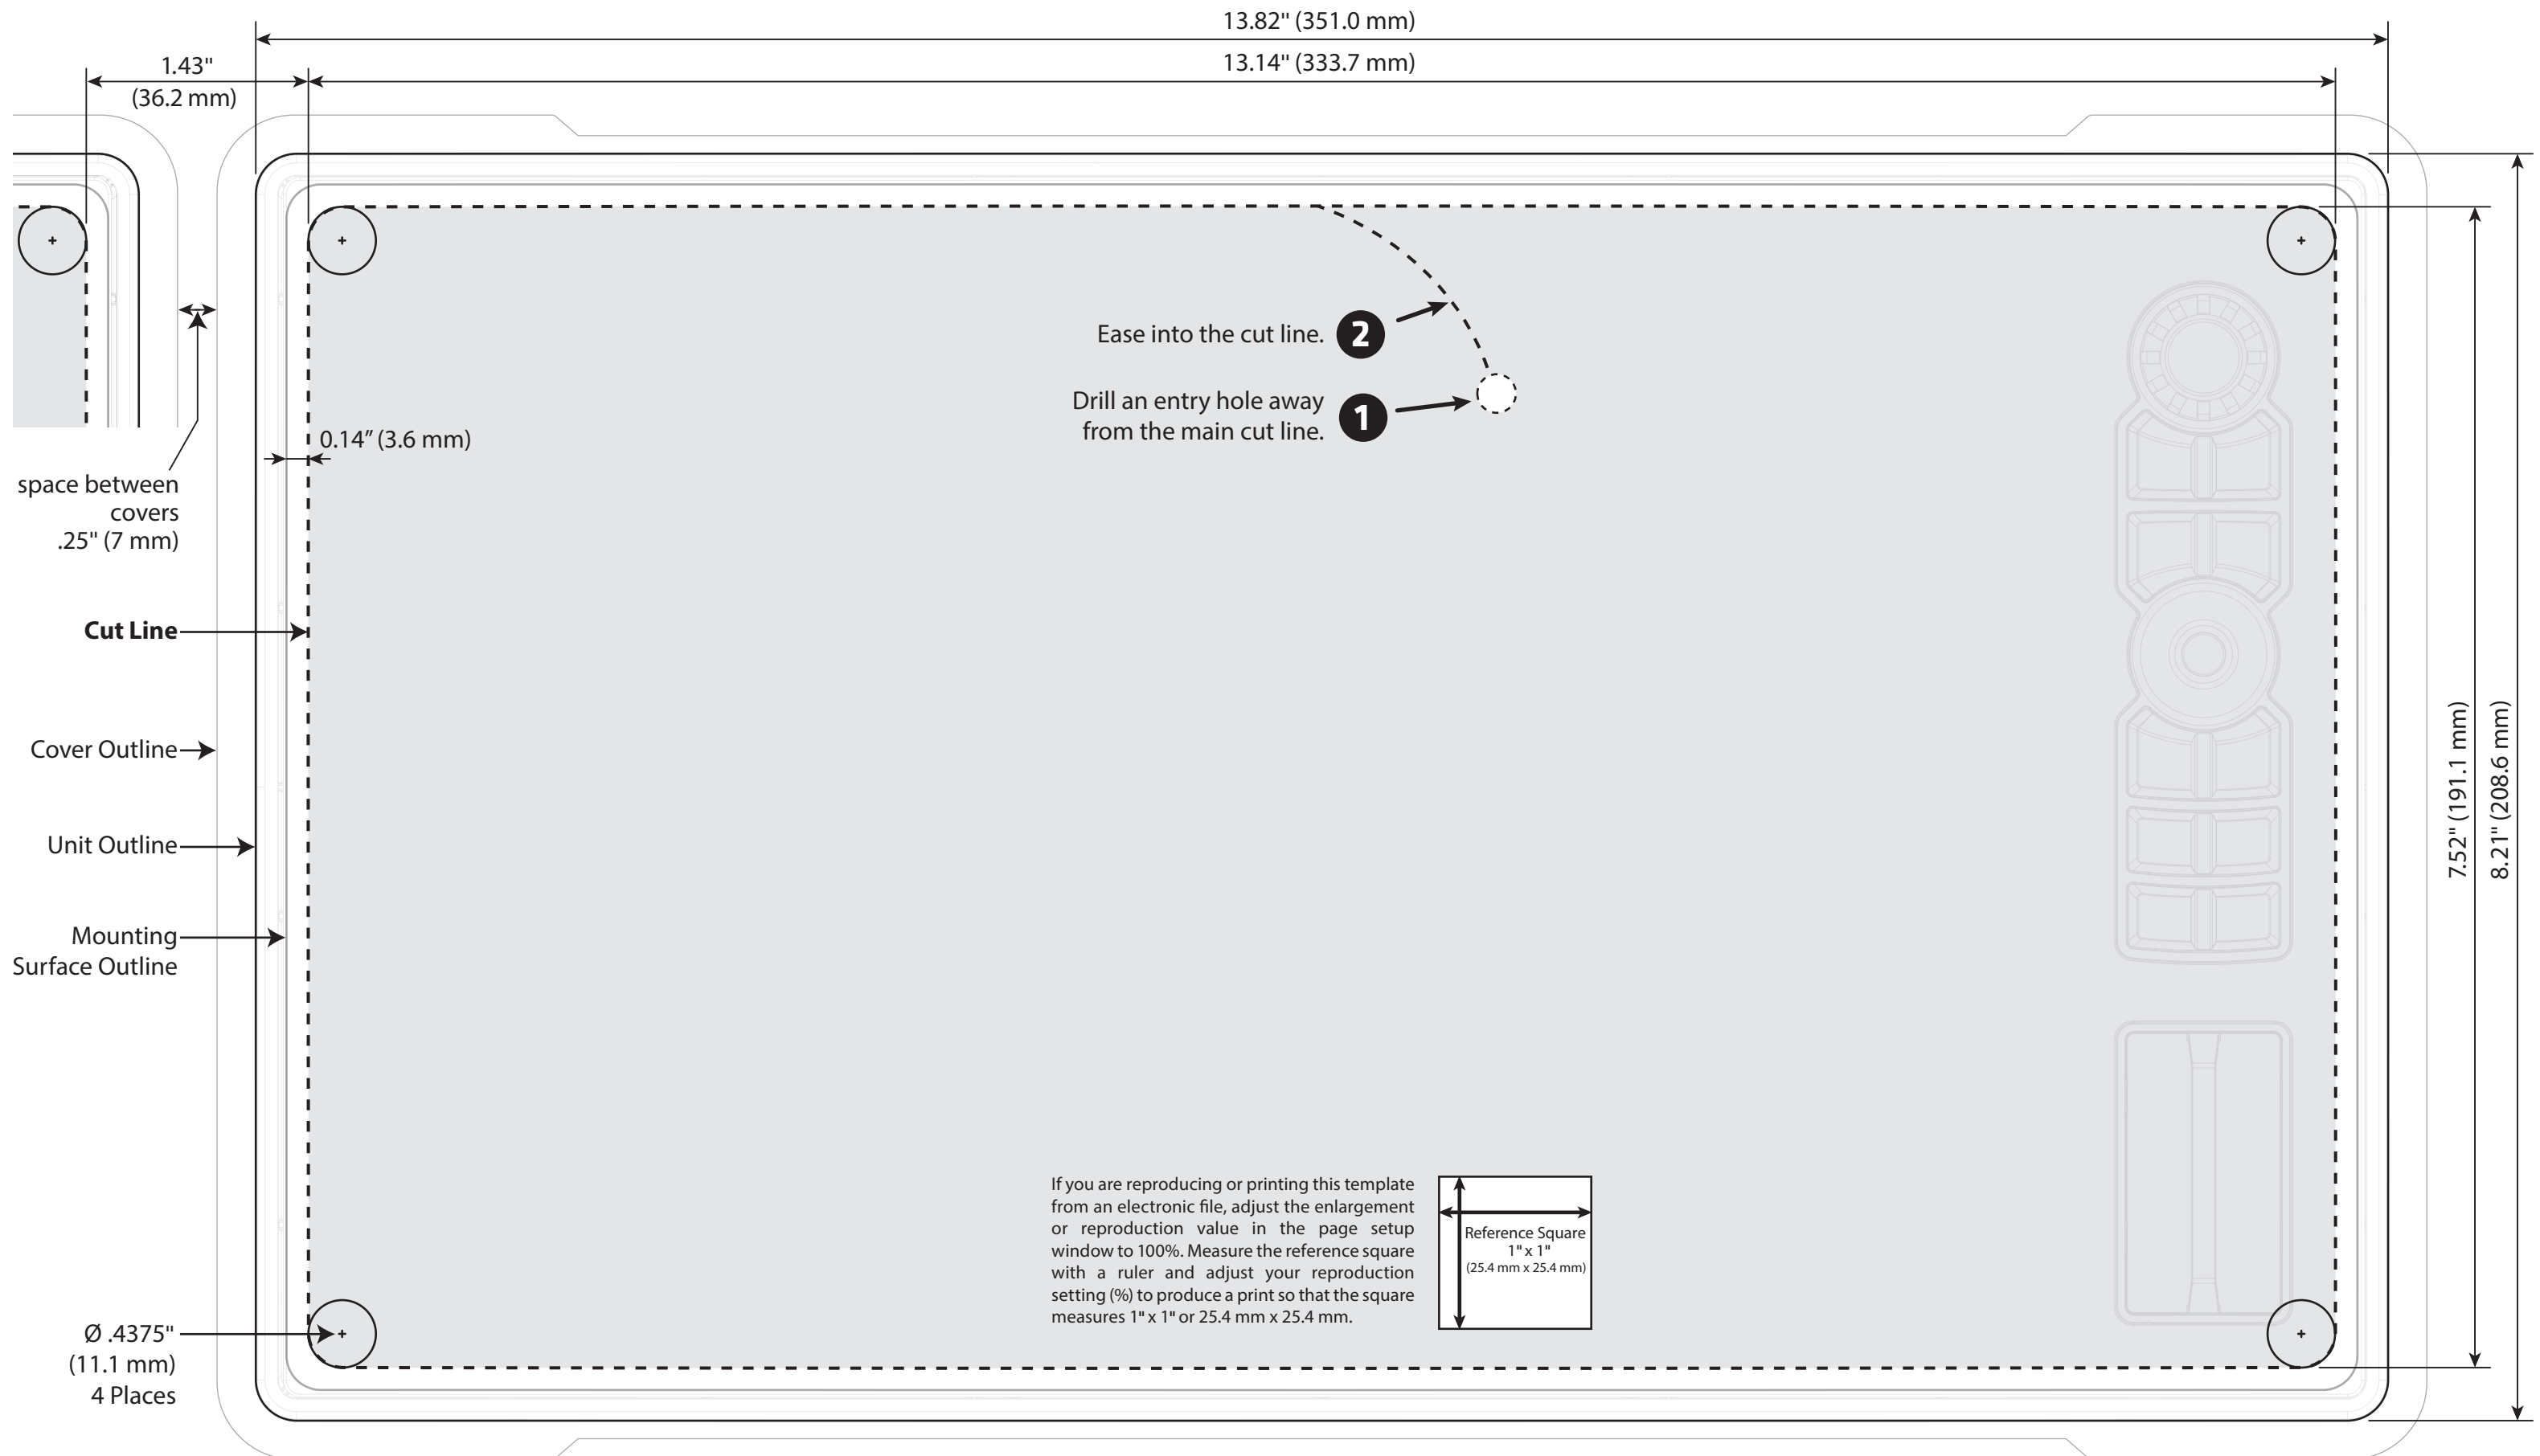 13.82" (351.0 mm)
13.14" (333.7 mm)
1.43"
(36.2 mm)
Ease into the cut line.
2
Drill an entry hole away
from the main cut line.
1
0.14” (3.6 mm)
space between
covers
.25" (7 mm)
Cut Line
Cover Outline
Unit Outline
Mounting
Surface Outline
7.52" (191.1 mm)
8.21" (208.6 mm)
If you are reproducing or printing this template
from an electronic file, adjust the enlargement
or reproduction value in the page setup
window to 100%. Measure the reference square
with a ruler and adjust your reproduction
setting (%) to produce a print so that the square
measures 1" x 1" or 25.4 mm x 25.4 mm.
Reference Square
1" x 1"
(25.4 mm x 25.4 mm)
Ø .4375"
(11.1 mm)
4 Places